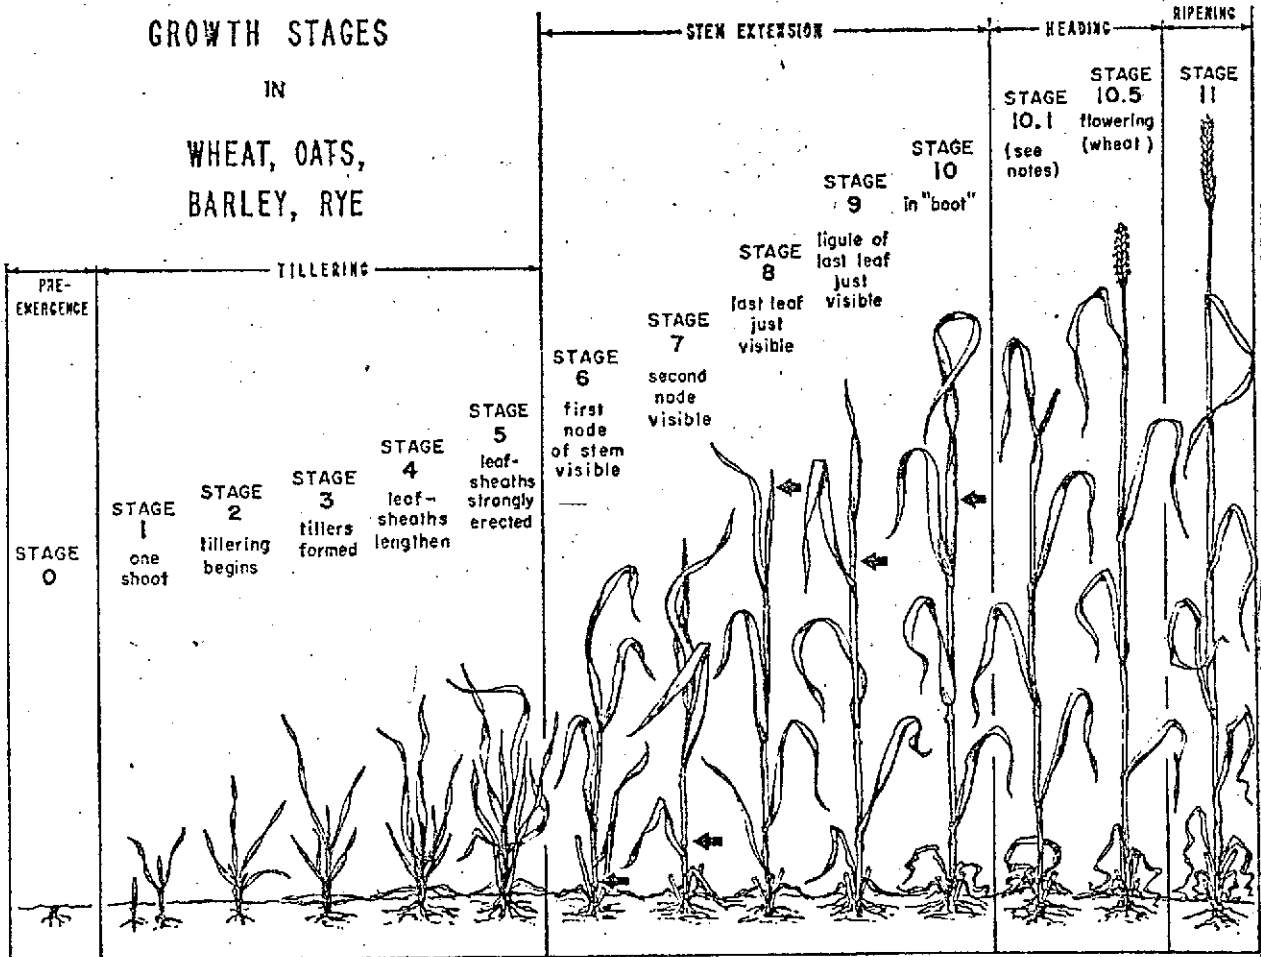 GROWTH STAGES
IN
WHEAT, OATS,
BARLEY, RYE
PRE-
EMERGENCE
TILLERING
STEM EXTENSION
HEADING
RIPENING
STAGE
0
STAGE
1
one
shoot
STAGE
2
tillering
begins
STAGE
3
tillers
formed
STAGE
4
leaf-
sheaths
lengthen
STAGE
5
leaf-
sheaths
strongly
erected
STAGE
6
first
node
of stem
visible
STAGE
7
second
node
visible
STAGE
8
last leaf
just
visible
STAGE
9
ligule of
last leaf
just
visible
STAGE
10
in "boot"
STAGE
10.1
(see
notes)
STAGE
10.5
flowering
(wheat)
STAGE
11